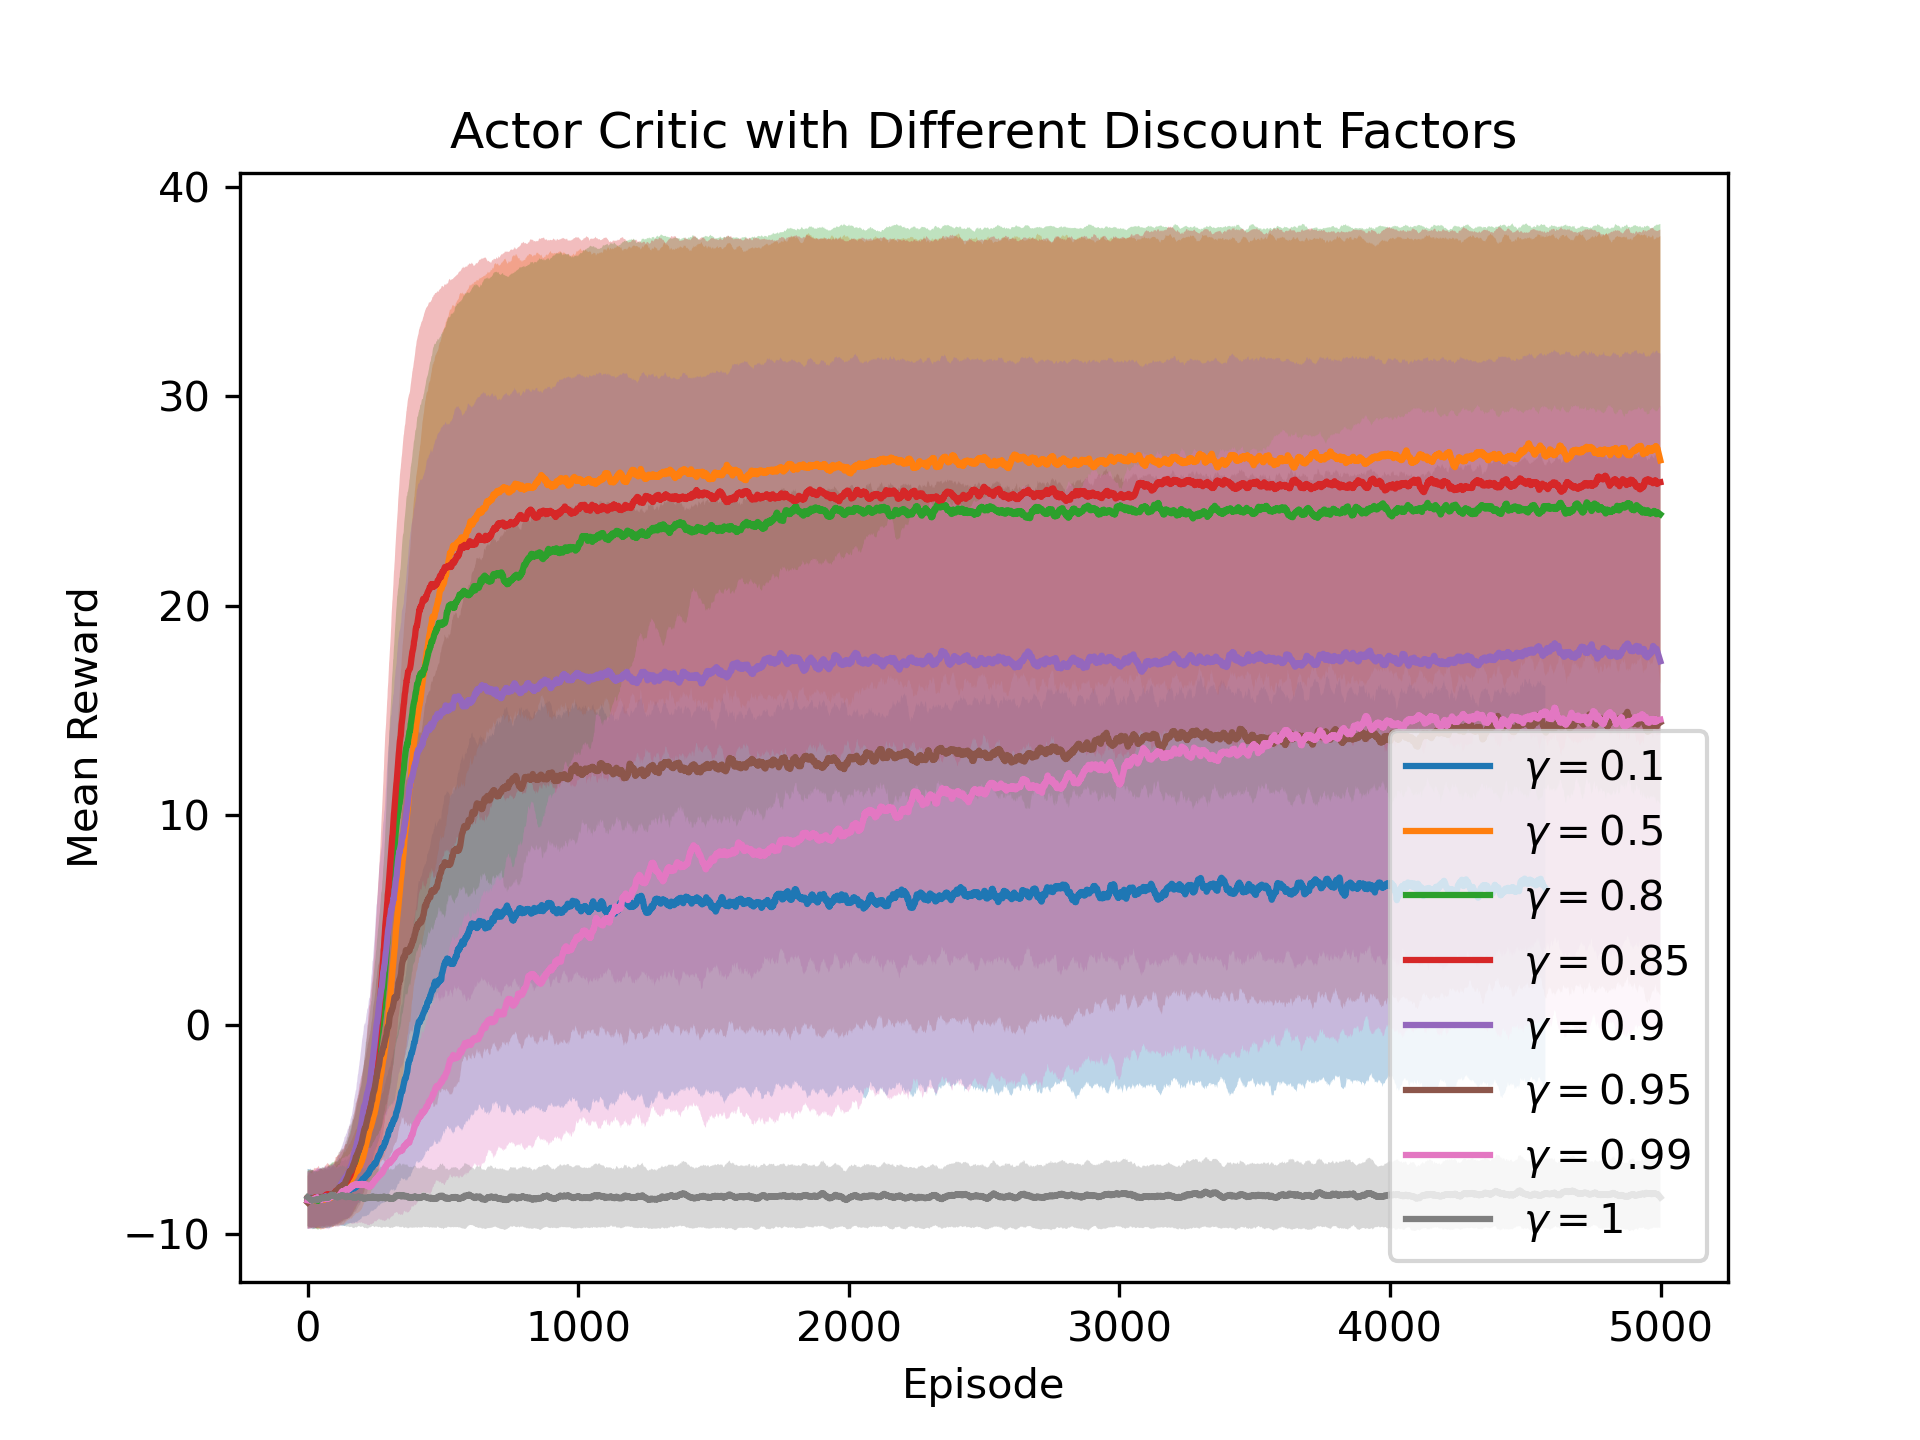 Actor Critic with Different Discount Factors
40
30
20
10
0
−10
Mean Reward
0 1000 2000 3000 4000 5000
Episode
γ = 0.1
γ = 0.5
γ = 0.8
γ = 0.85
γ = 0.9
γ = 0.95
γ = 0.99
γ = 1